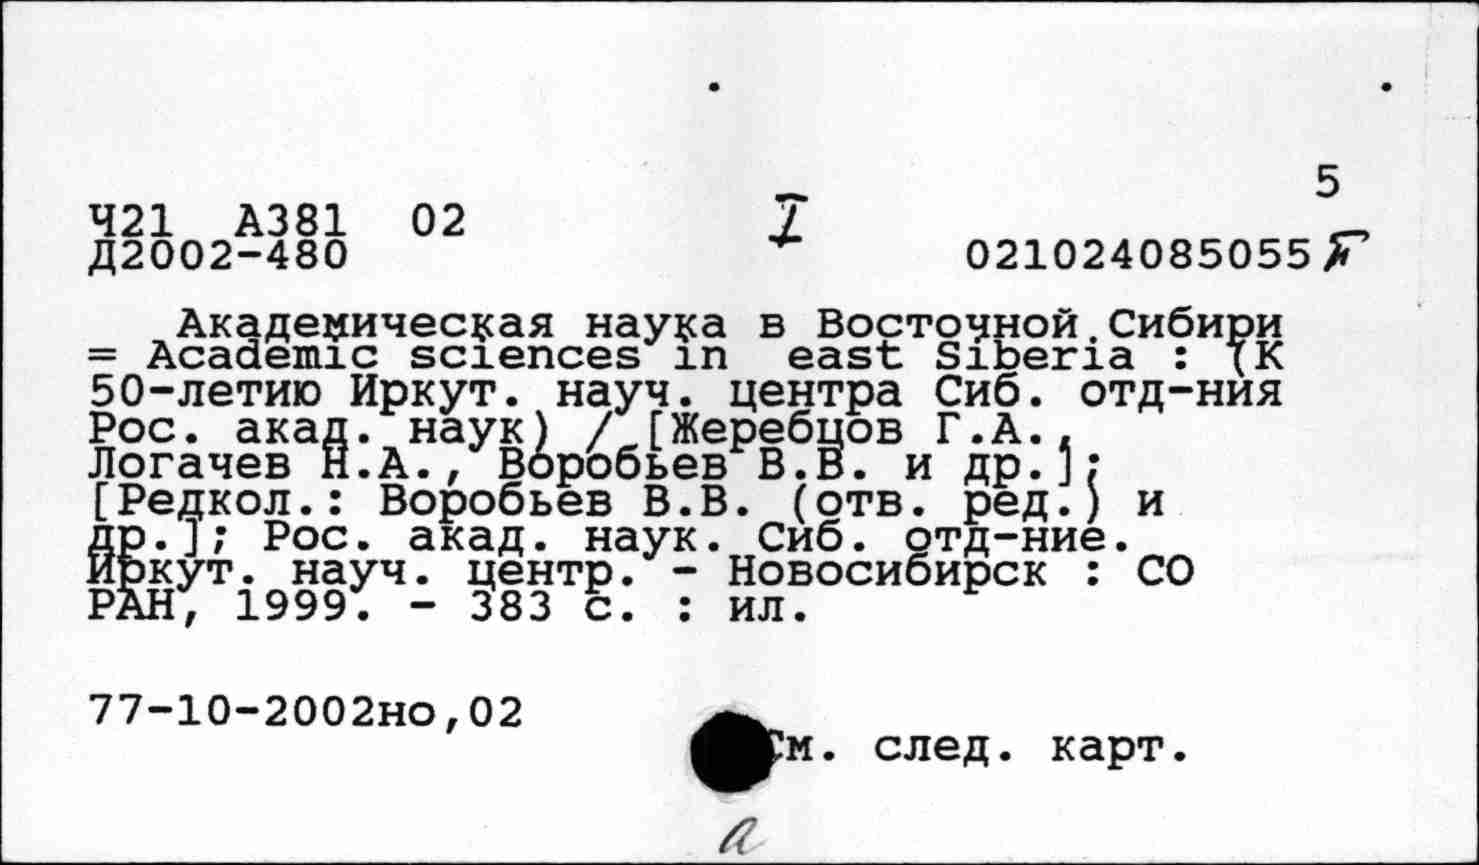 5
Ч21 А381 02 I
Д2002-480 021024085055
Академическая наука в Восточной Сибири
= Academic sciences in east Siberia : (К
50-летию Иркут. науч. центра Сиб. отд-ния
Рос. акад. наук) / [Жеребцов Г.А.,
Логачев Н.А., Воробьев В.В. и др.];
[Редкол.: Воробьев В.В. (отв. ред.) и
др.]; Рос. акад. наук. Сиб. отд-ние.
Иркут. науч. центр. - Новосибирск : СО
РАН, 1999. - 383 с. : ил.
77-10-2002но,02
См. след. карт.
а